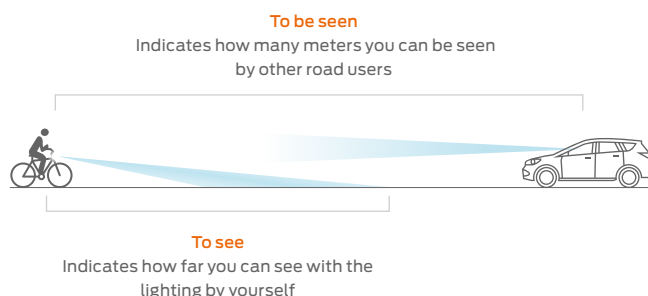 To be seen
Indicates how many meters you can be seen
by other road users
To see
Indicates how far you can see with the
lighting by yourself